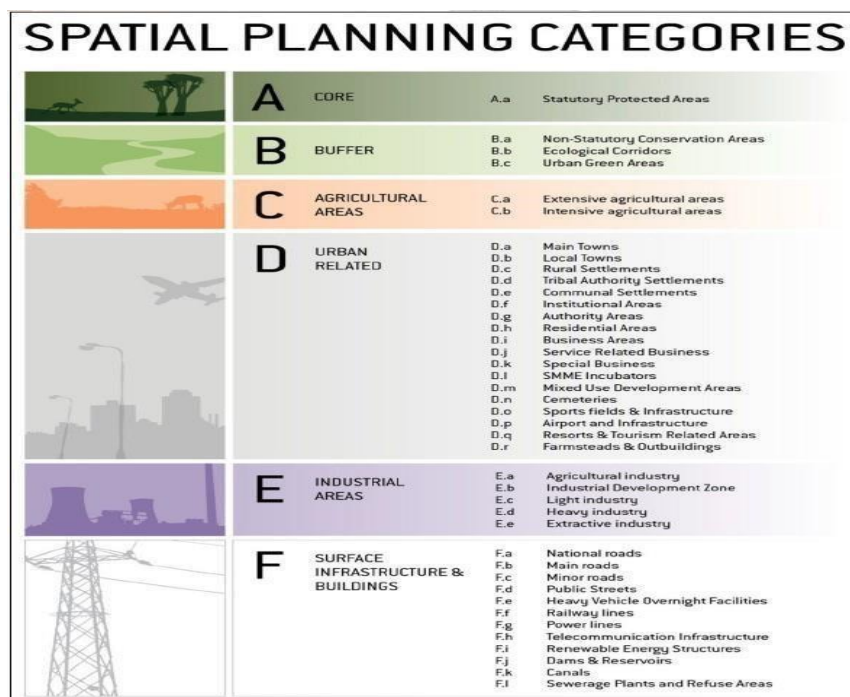 SPATIAL PLANNING CATEGORIES
A CORE
A.a Statutory Protected Areas
B BUFFER
B.a Non-Statutory Conservation Areas
B.b Ecological Corridors
B.c Urban Green Areas
C AGRICULTURAL
AREAS
C.a Extensive agricultural areas
C.b Intensive agricultural areas
D URBAN
RELATED
D.a Main Towns
D.b Local Towns
D.c Rural Settlements
D.d Tribal Authority Settlements
D.e Communal Settlements
D.f Institutional Areas
D.g Authority Areas
D.h Residential Areas
D.i Business Areas
D.j Service Related Business
D.k Special Business
D.l SMME Incubators
D.m Mixed Use Development Areas
D.n Cemeteries
D.o Sports fields & Infrastructure
D.p Airport and Infrastructure
D.q Resorts & Tourism Related Areas
D.r Farmsteads & Outbuildings
E INDUSTRIAL
AREAS
E.a Agricultural industry
E.b Industrial Development Zone
E.c Light industry
E.d Heavy industry
E.e Extractive industry
F SURFACE
INFRASTRUCTURE &
BUILDINGS
F.a National roads
F.b Main roads
F.c Minor roads
F.d Public Streets
F.e Heavy Vehicle Overnight Facilities
F.f Railway lines
F.g Power lines
F.h Telecommunication Infrastructure
F.i Renewable Energy Structures
F.j Dams & Reservoirs
F.k Canals
F.l Sewerage Plants and Refuse Areas